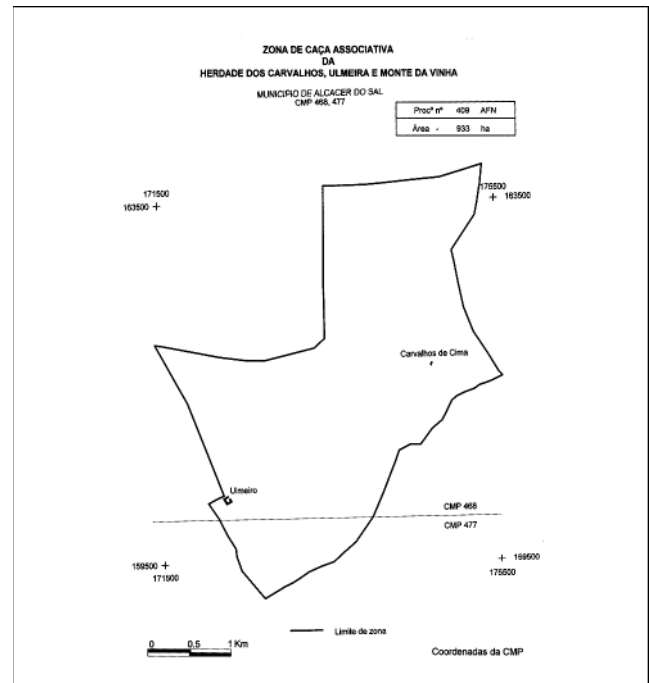 ZONA DE CAÇA ASSOCIATIVA
DA
HERDADE DOS CARVALHOS, ULMEIRA E MONTE DA VINHA
MUNICIPIO DE ALCACER DO SAL
CMP 468, 477
Procº nº 409 AFN
Área - 933 ha
171500
163500
175500
163500
Carvalhos de Cima
Ulmeiro
CMP 468
CMP 477
159500
171500
159500
175500
0 0.5 1 Km
Limite de zona
Coordenadas da CMP